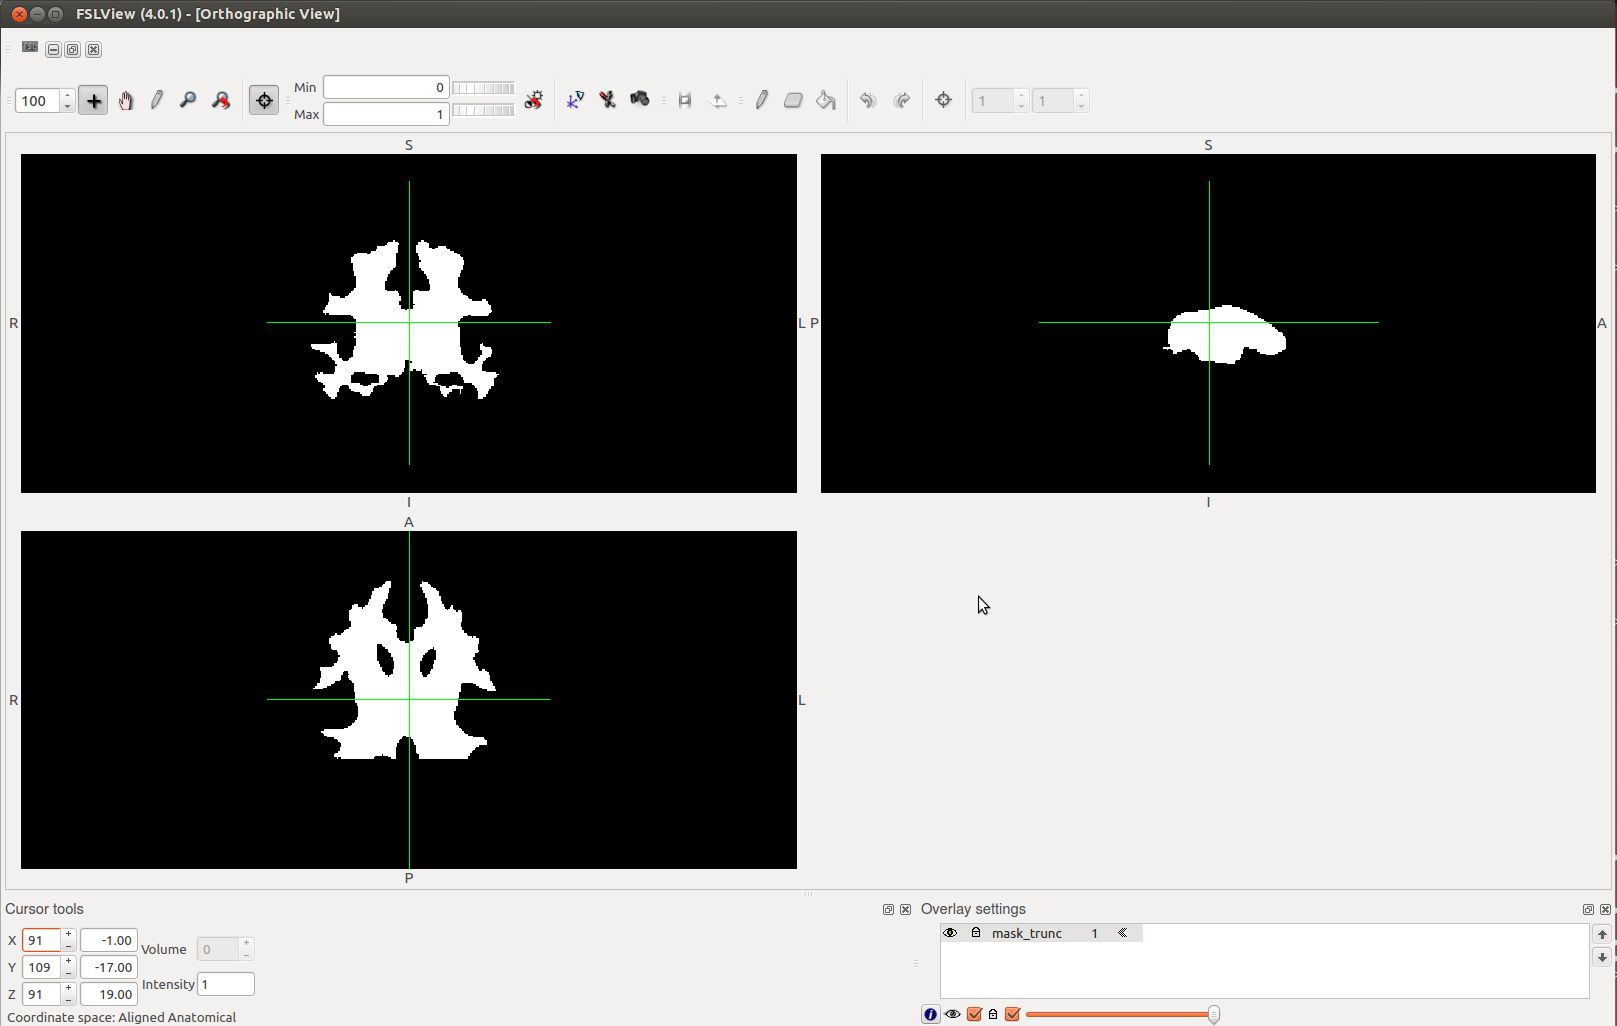 FSLView (4.0.1) - [Orthographic View]
100
Min 0
Max 1
1 1
S S
R L P A
I I
A
R L
P
Cursor tools Overlay settings
X 91 -1.00
Y 109 -17.00
Z 91 19.00
Volume 0
Intensity 1
Coordinate space: Aligned Anatomical
mask_trunc 1